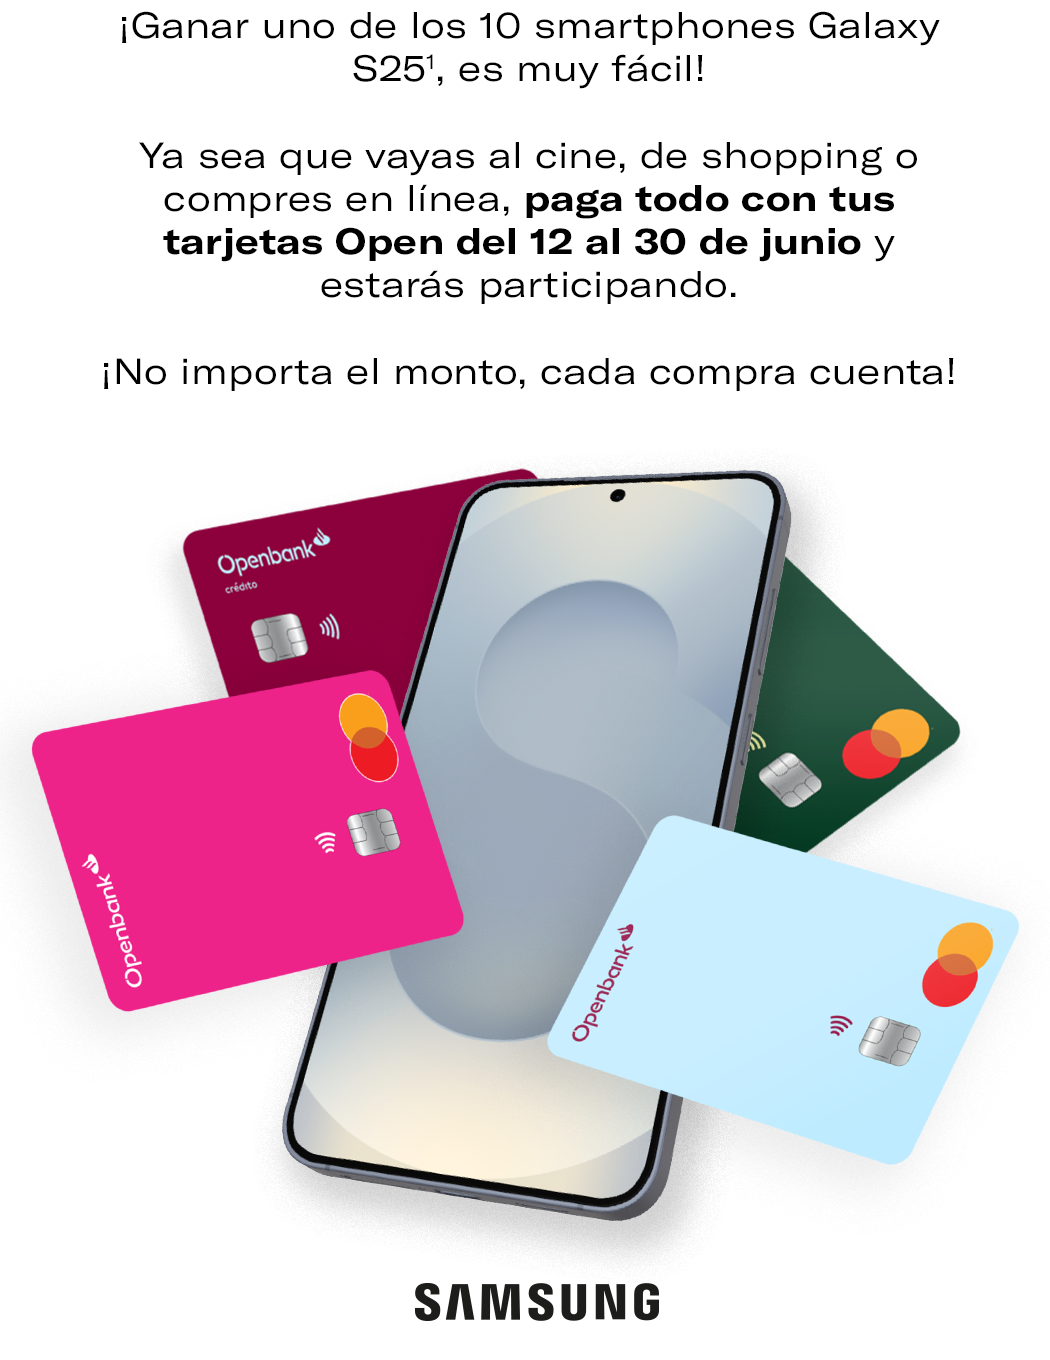 ¡Ganar uno de los 10 smartphones Galaxy
S25¹, es muy fácil!
Ya sea que vayas al cine, de shopping o
compres en línea, paga todo con tus
tarjetas Open del 12 al 30 de junio y
estarás participando.
¡No importa el monto, cada compra cuenta!
Openbank
crédito
Openbank
Openbank
SAMSUNG